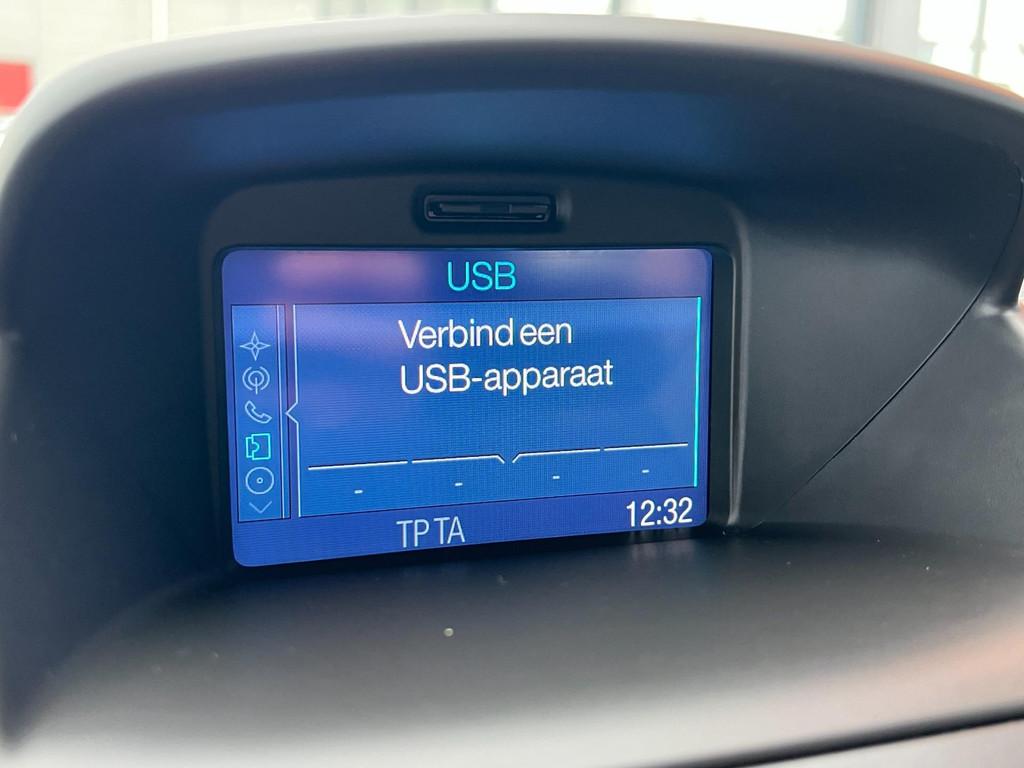 USB
Verbind een
USB-apparaat
- - - -
TP TA
12:32